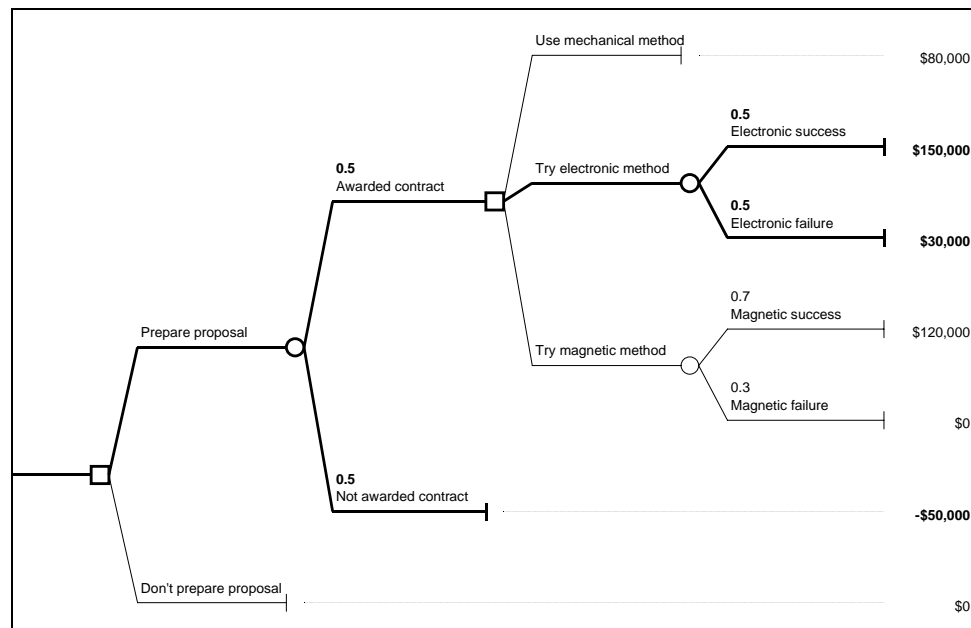 Use mechanical method
$80,000
0.5
Electronic success
$150,000
0.5
Awarded contract
Try electronic method
0.5
Electronic failure
$30,000
0.7
Magnetic success
$120,000
Prepare proposal
Try magnetic method
0.3
Magnetic failure
$0
0.5
Not awarded contract
-$50,000
Don't prepare proposal
$0